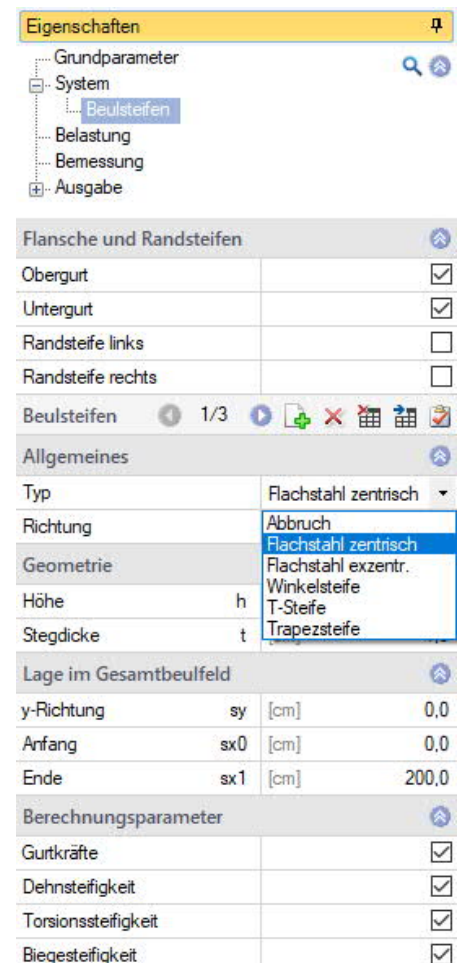 Eigenschaften
Grundparameter
System
Beulsteifen
Belastung
Bemessung
Ausgabe
Flansche und Randsteifen
Obergurt
Untergurt
Randsteife links
Randsteife rechts
Beulsteifen 1/3
Allgemeines
Typ Flachstahl zentrisch
Richtung
Abbruch
Flachstahl zentrisch
Flachstahl exzentr.
Winkelsteife
T-Steife
Trapezsteife
Geometrie
Höhe h
Stegdicke t
Lage im Gesamtbeulfeld
y-Richtung sy [cm] 0,0
Anfang sx0 [cm] 0,0
Ende sx1 [cm] 200,0
Berechnungsparameter
Gurtkräfte
Dehnsteifigkeit
Torsionssteifigkeit
Biegesteifigkeit